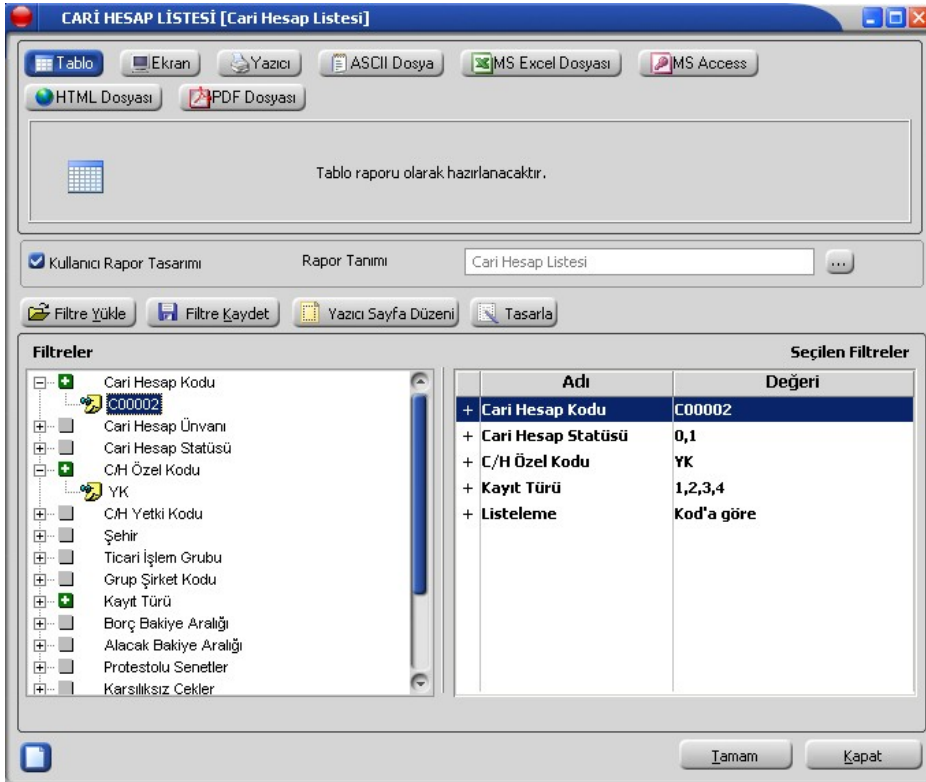 CARİ HESAP LİSTESİ [Cari Hesap Listesi]
Tablo Ekran Yazıcı ASCII Dosya MS Excel Dosyası MS Access
HTML Dosyası PDF Dosyası
Tablo raporu olarak hazırlanacaktır.
Kullanıcı Rapor Tasarımı Rapor Tanımı Cari Hesap Listesi ...
Filtre Yükle Filtre Kaydet Yazıcı Sayfa Düzeni Tasarla
Filtreler Seçilen Filtreler
Cari Hesap Kodu
C00002
Cari Hesap Ünvanı
Cari Hesap Statüsü
C/H Özel Kodu
YK
C/H Yetki Kodu
Şehir
Ticari İşlem Grubu
Grup Şirket Kodu
Kayıt Türü
Borç Bakiye Aralığı
Alacak Bakiye Aralığı
Protestolu Senetler
Karsılıksız Cekler
Adı Değeri
+ Cari Hesap Kodu C00002
+ Cari Hesap Statüsü 0,1
+ C/H Özel Kodu YK
+ Kayıt Türü 1,2,3,4
+ Listeleme Kod'a göre
Tamam Kapat